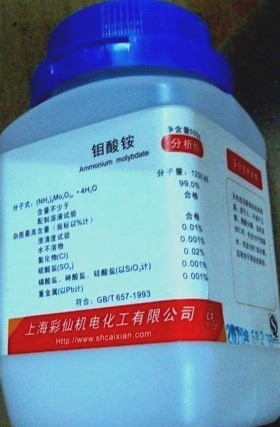 钼酸铵
Ammonium molybdate
净含量500g
分析纯
分子式: (NH₄)₆Mo₇O₂₄·4H₂O
含量不少于 99.0%
配制溶液试验 合格
杂质最高含量(指标以%计)
澄清度试验 合格
水不溶物 0.01%
氯化物(Cl) 0.001%
硫酸盐(SO₄) 0.02%
磷酸盐、砷酸盐、硅酸盐(以SiO₂计) 0.001%
重金属(以Pb计) 0.001%
符合: GB/T 657-1993
上海彩仙机电化工有限公司
Http://www.shcaixian.com